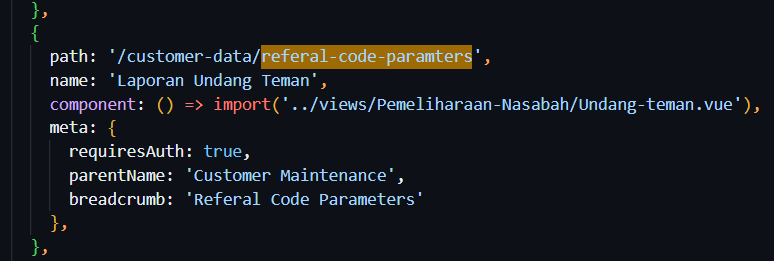 },
{
path: '/customer-data/referal-code-paramters',
name: 'Laporan Undang Teman',
component: () => import('../views/Pemeliharaan-Nasabah/Undang-teman.vue'),
meta: {
requiresAuth: true,
parentName: 'Customer Maintenance',
breadcrumb: 'Referal Code Parameters'
},
},